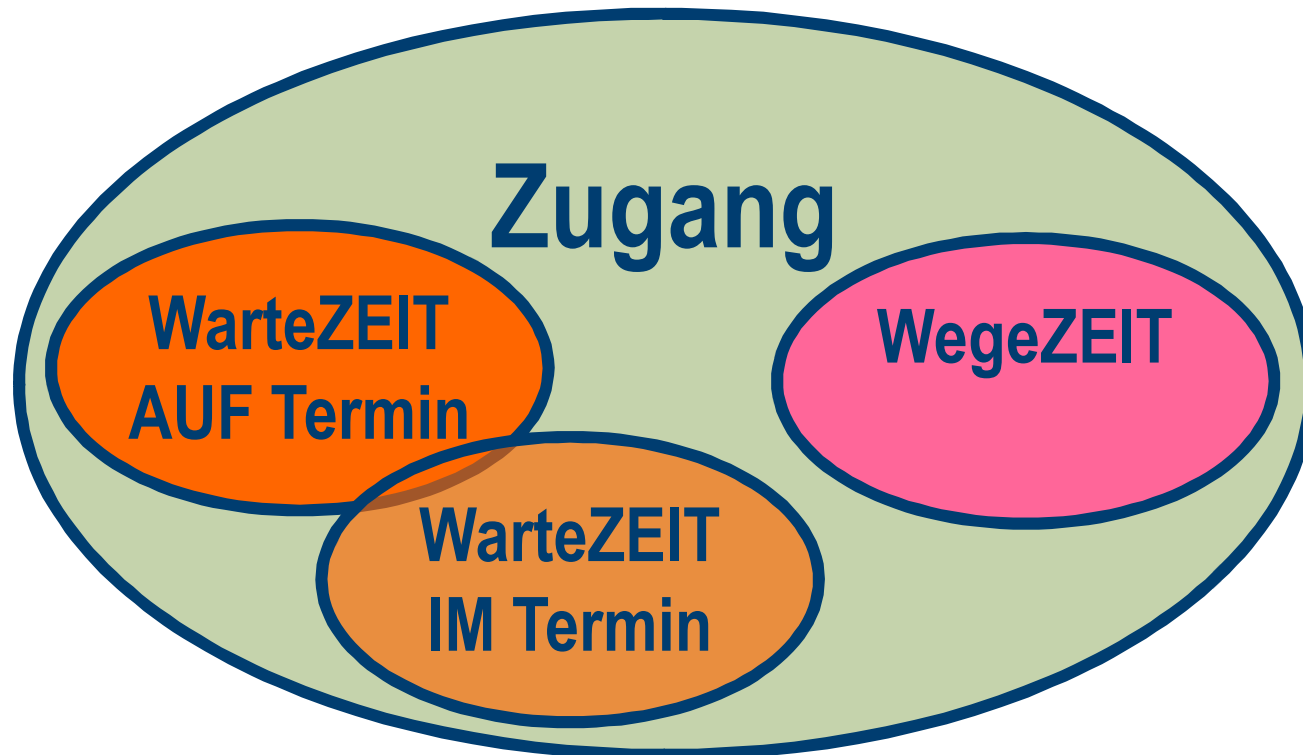 Zugang
WarteZEIT
AUF Termin
WegeZEIT
WarteZEIT
IM Termin